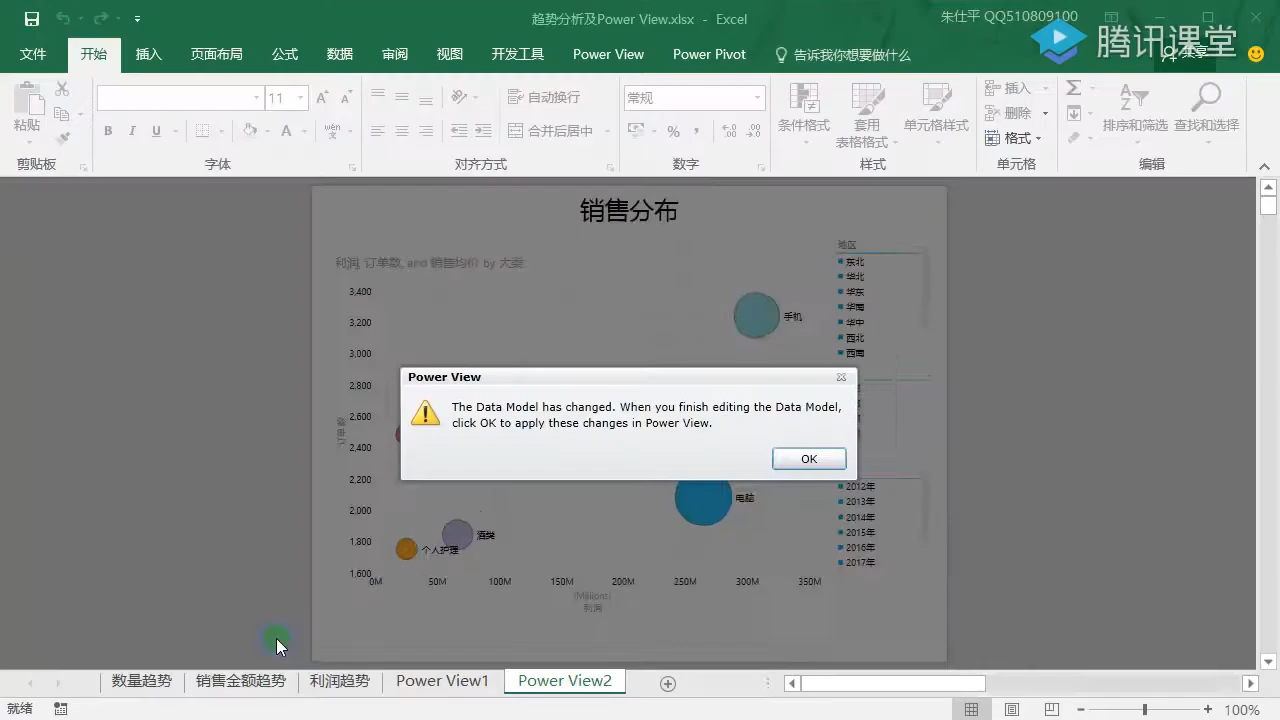 趋势分析及Power View.xlsx - Excel
朱仕平 QQ510809100
腾讯课堂
文件 开始 插入 页面布局 公式 数据 审阅 视图 开发工具 Power View Power Pivot 告诉我你想要做什么
11
自动换行
常规
插入
粘贴
B I U
A
wén
文
合并后居中
%
条件格式
套用
表格格式
单元格样式
删除
格式
排序和筛选 查找和选择
剪贴板 字体 对齐方式 数字 样式 单元格 编辑
销售分布
利润, 订单数, and 销售均价 by 大类
地区
东北
华北
华东
华南
华中
西北
西南
3,400
3,200
3,000
2,800
2,600
2,400
2,200
2,000
1,800
1,600
订单数
手机
电脑
酒类
个人护理
0M 50M 100M 150M 200M 250M 300M 350M
(Millions)
利润
2012年
2013年
2014年
2015年
2016年
2017年
Power View
The Data Model has changed. When you finish editing the Data Model,
click OK to apply these changes in Power View.
OK
数量趋势 销售金额趋势 利润趋势 Power View1 Power View2
就绪
100%